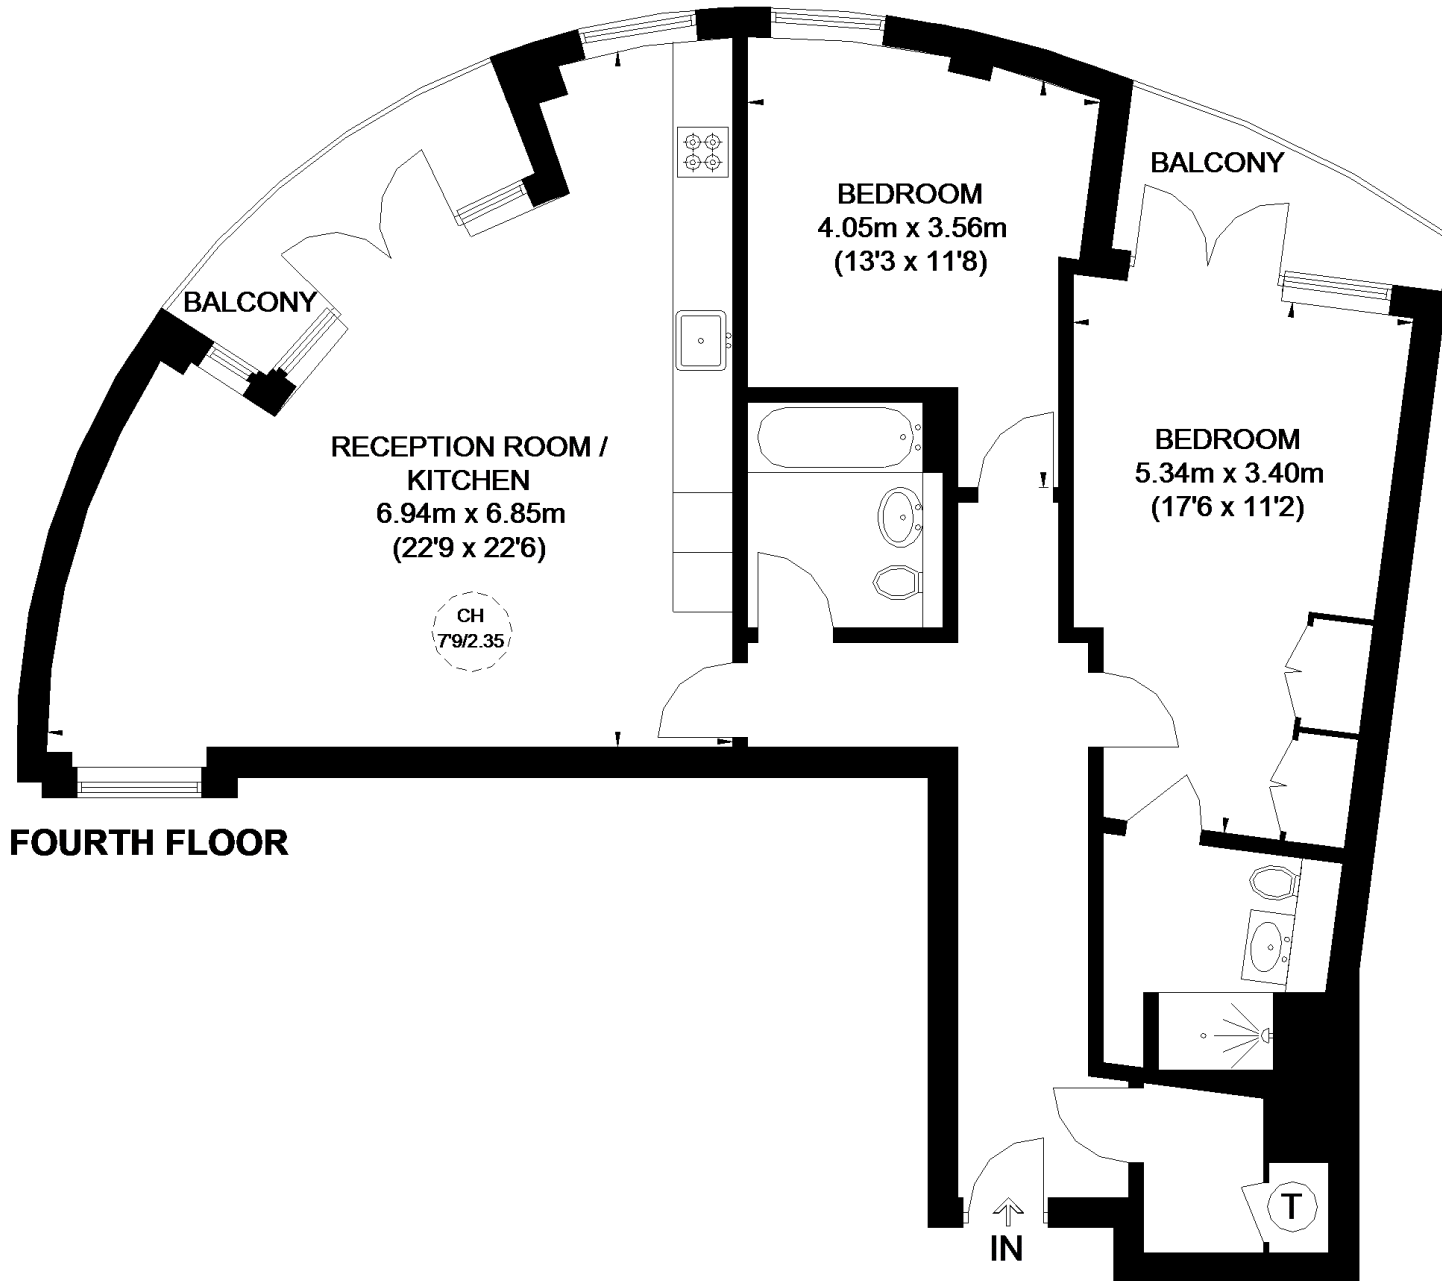 BALCONY
BEDROOM
4.05m x 3.56m
(13'3 x 11'8)
BALCONY
RECEPTION ROOM /
KITCHEN
6.94m x 6.85m
(22'9 x 22'6)
BEDROOM
5.34m x 3.40m
(17'6 x 11'2)
CH
7'9/2.35
FOURTH FLOOR
T
IN